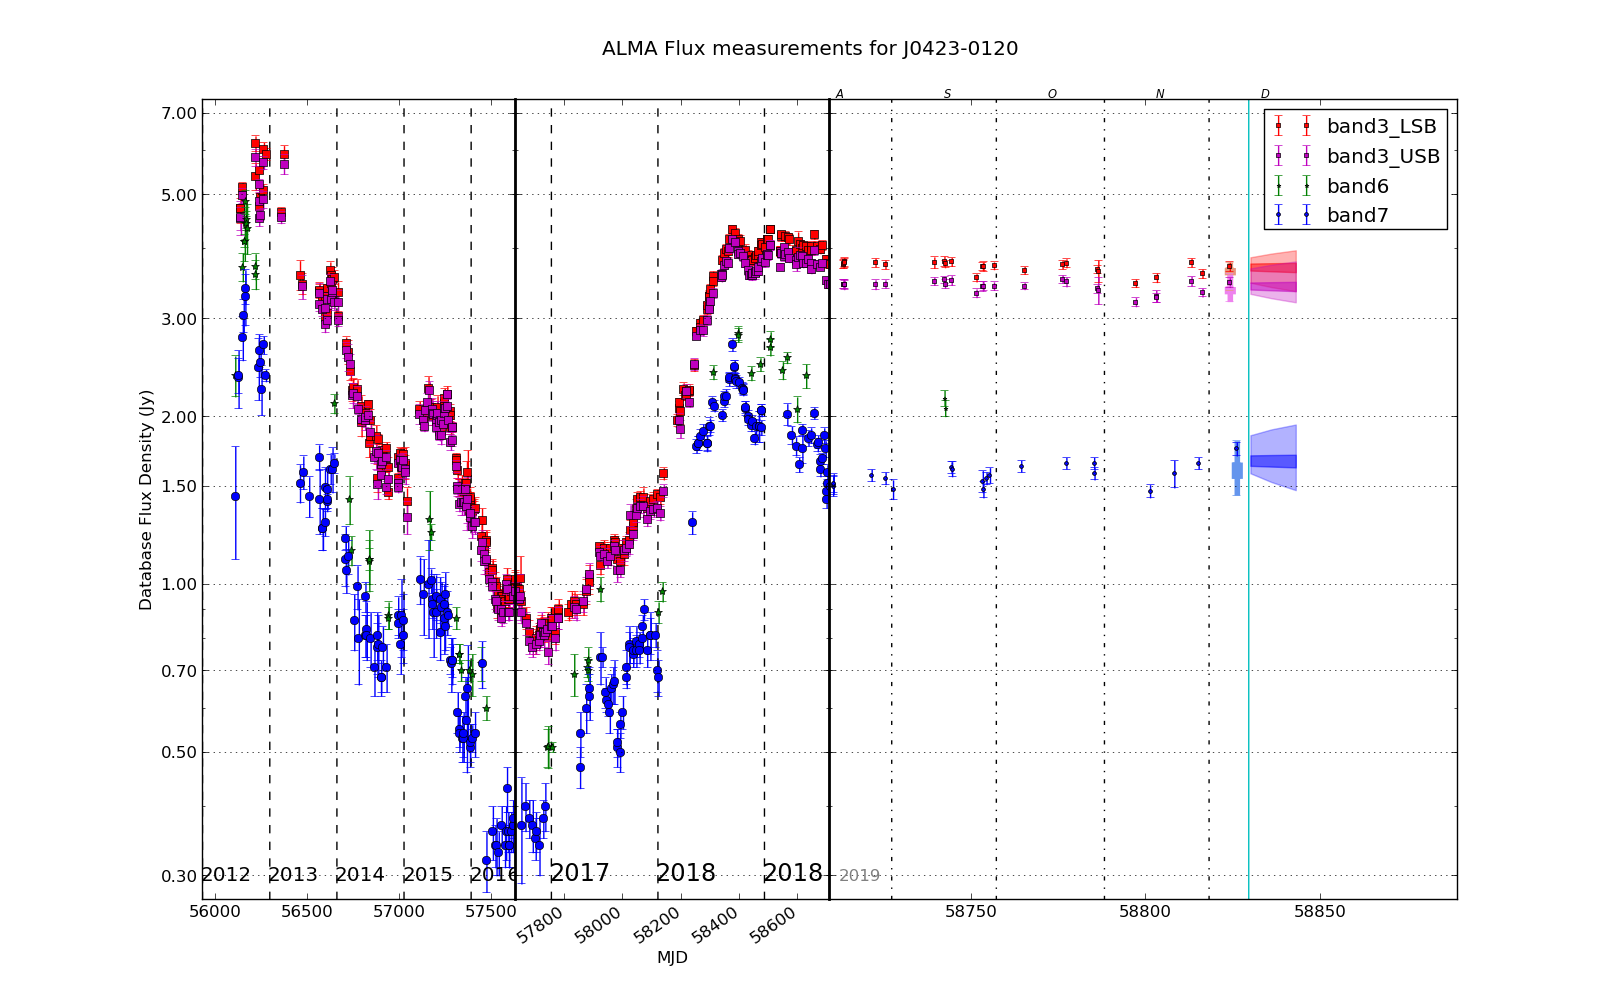 ALMA Flux measurements for J0423-0120
A S O N D
7.00
5.00
3.00
2.00
1.50
1.00
0.70
0.50
0.30
Database Flux Density (Jy)
band3_LSB
band3_USB
band6
band7
2012 2013 2014 2015 2016 2017 2018 2018 2019
56000 56500 57000 57500 57800 58000 58200 58400 58600 58750 58800 58850
MJD